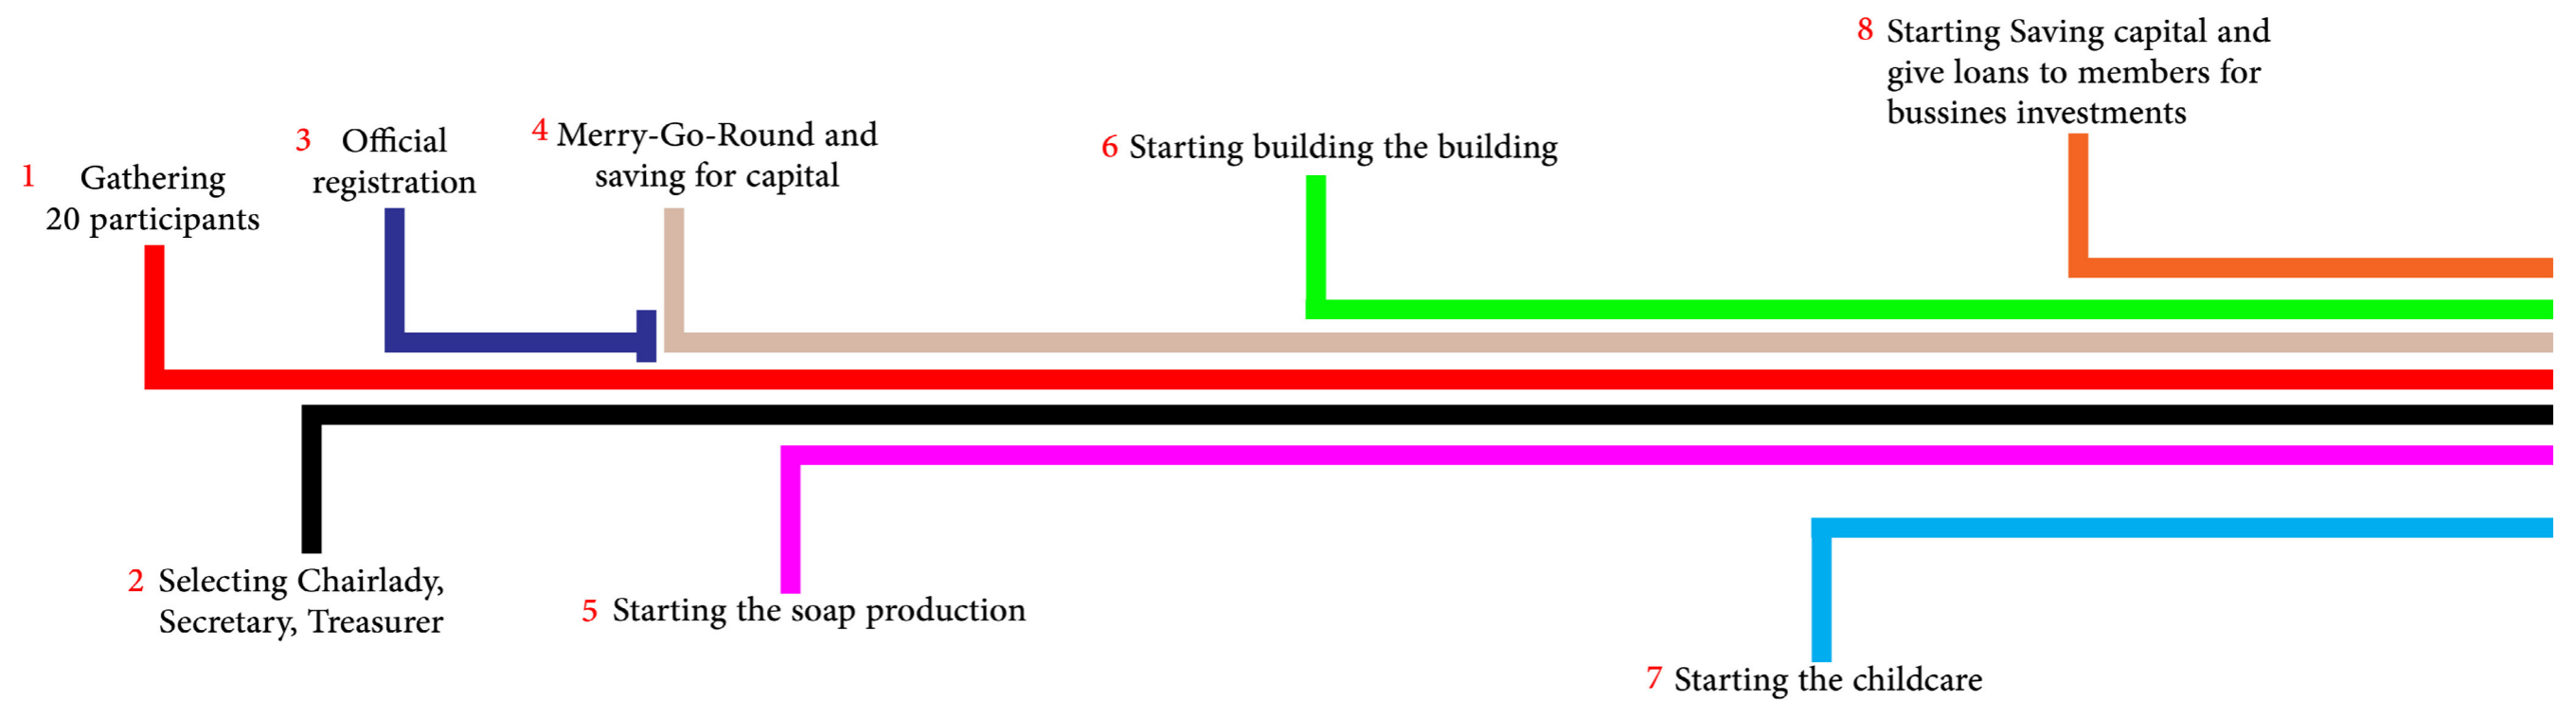 1 Gathering
20 participants
2 Selecting Chairlady,
Secretary, Treasurer
3 Official
registration
4 Merry-Go-Round and
saving for capital
5 Starting the soap production
6 Starting building the building
7 Starting the childcare
8 Starting Saving capital and
give loans to members for
bussines investments